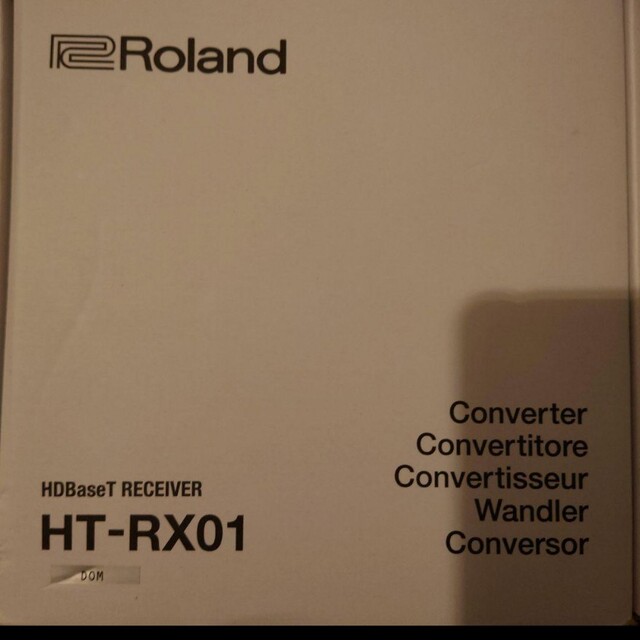 Roland
Converter
Convertitore
Convertisseur
Wandler
Conversor
HDBaseT RECEIVER
HT-RX01
DOM